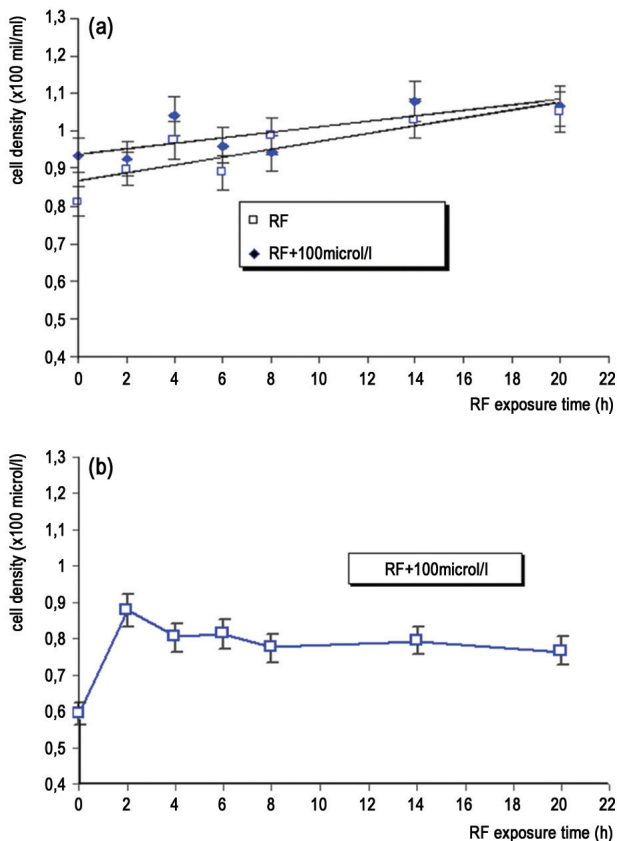 (a)
cell density (x100 mil/ml)
1,3
1,2
1,1
1
0,9
0,8
0,7
0,6
0,5
0,4
RF
RF+100microl/l
0 2 4 6 8 10 12 14 16 18 20 22
RF exposure time (h)
(b)
cell density (x100 microl/l)
1,3
1,2
1,1
1
0,9
0,8
0,7
0,6
0,5
0,4
RF+100microl/l
0 2 4 6 8 10 12 14 16 18 20 22
RF exposure time (h)